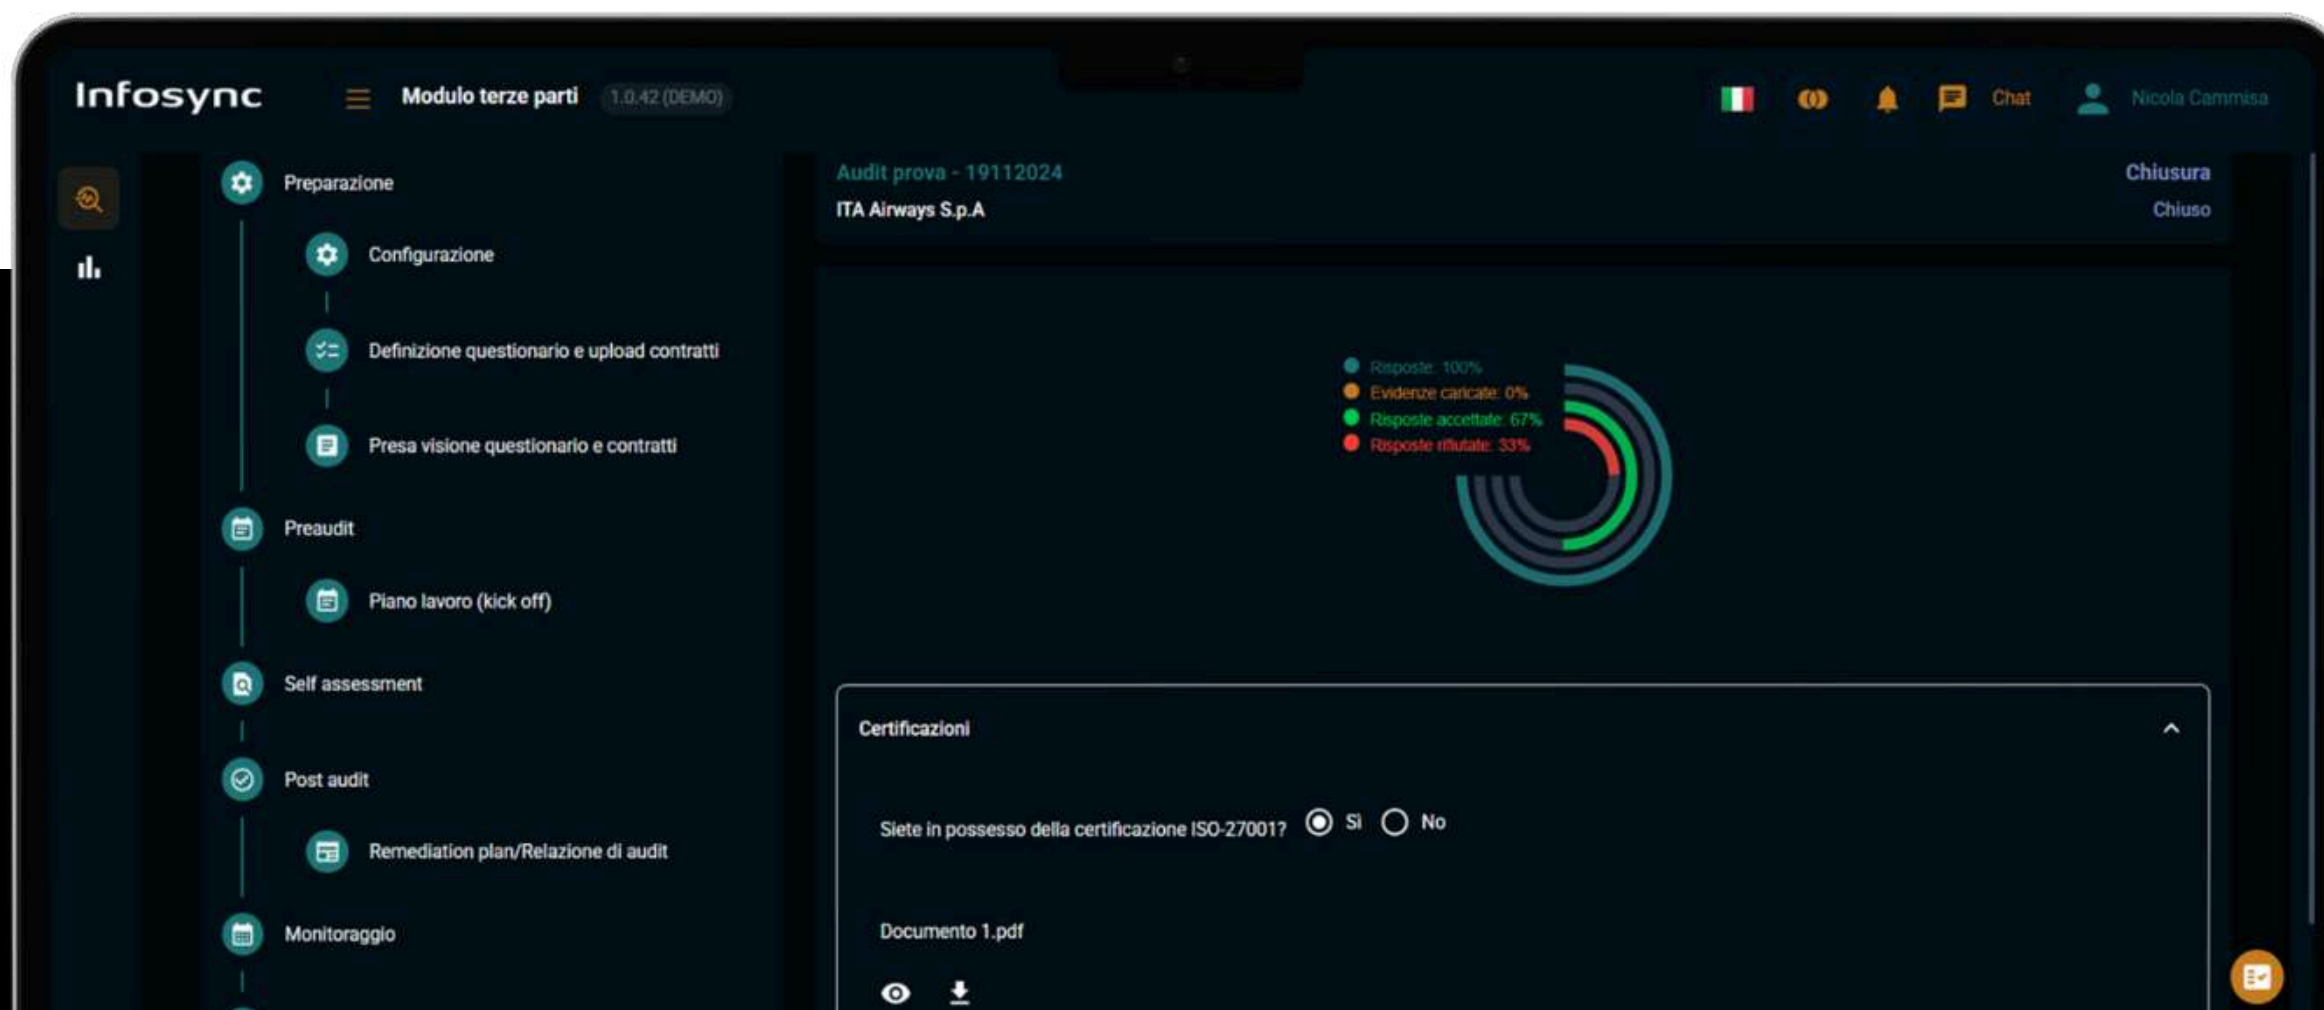 Infosync
Modulo terze parti 1.0.42 (DEMO)
Chat
Nicola Cammisa
Preparazione
Configurazione
Definizione questionario e upload contratti
Presa visione questionario e contratti
Preaudit
Piano lavoro (kick off)
Self assessment
Post audit
Remediation plan/Relazione di audit
Monitoraggio
Audit prova - 19112024
Chiusura
ITA Airways S.p.A
Chiuso
Risposte: 100%
Evidenze caricate: 0%
Risposte accettate: 67%
Risposte rifiutate: 33%
Certificazioni
Siete in possesso della certificazione ISO-27001? Sì No
Documento 1.pdf